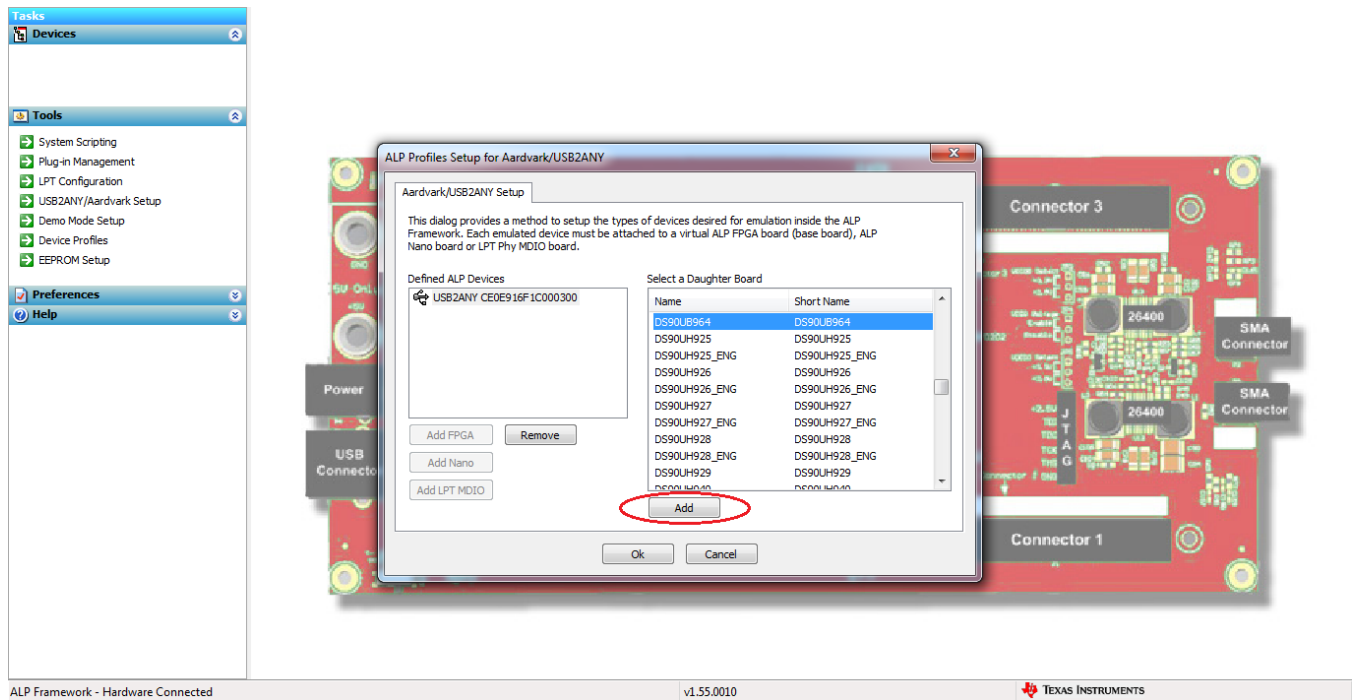 Tasks
Devices
Tools
System Scripting
Plug-in Management
LPT Configuration
USB2ANY/Aardvark Setup
Demo Mode Setup
Device Profiles
EEPROM Setup
Preferences
Help
ALP Profiles Setup for Aardvark/USB2ANY
Aardvark/USB2ANY Setup
This dialog provides a method to setup the types of devices desired for emulation inside the ALP
Framework. Each emulated device must be attached to a virtual ALP FPGA board (base board), ALP
Nano board or LPT Phy MDIO board.
Defined ALP Devices
USB2ANY CE0E916F1C000300
Add FPGA Remove
Add Nano
Add LPT MDIO
Select a Daughter Board
Name Short Name
DS90UB964 DS90UB964
DS90UH925 DS90UH925
DS90UH925_ENG DS90UH925_ENG
DS90UH926 DS90UH926
DS90UH926_ENG DS90UH926_ENG
DS90UH927 DS90UH927
DS90UH927_ENG DS90UH927_ENG
DS90UH928 DS90UH928
DS90UH928_ENG DS90UH928_ENG
DS90UH929 DS90UH929
DS90UH940 DS90UH940
Add
Ok Cancel
GND
Power
USB
Connecto
Connector 3
26400
SMA
Connector
SMA
Connector
26400
J
T
A
G
Connector 1
ALP Framework - Hardware Connected
v1.55.0010
TEXAS INSTRUMENTS